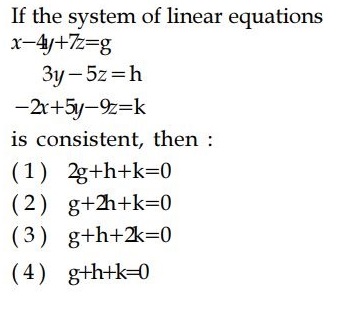 If the system of linear equations
x−4y+7z=g
3y−5z=h
−2x+5y−9z=k
is consistent, then :
(1) 2g+h+k=0
(2) g+2h+k=0
(3) g+h+2k=0
(4) g+h+k=0